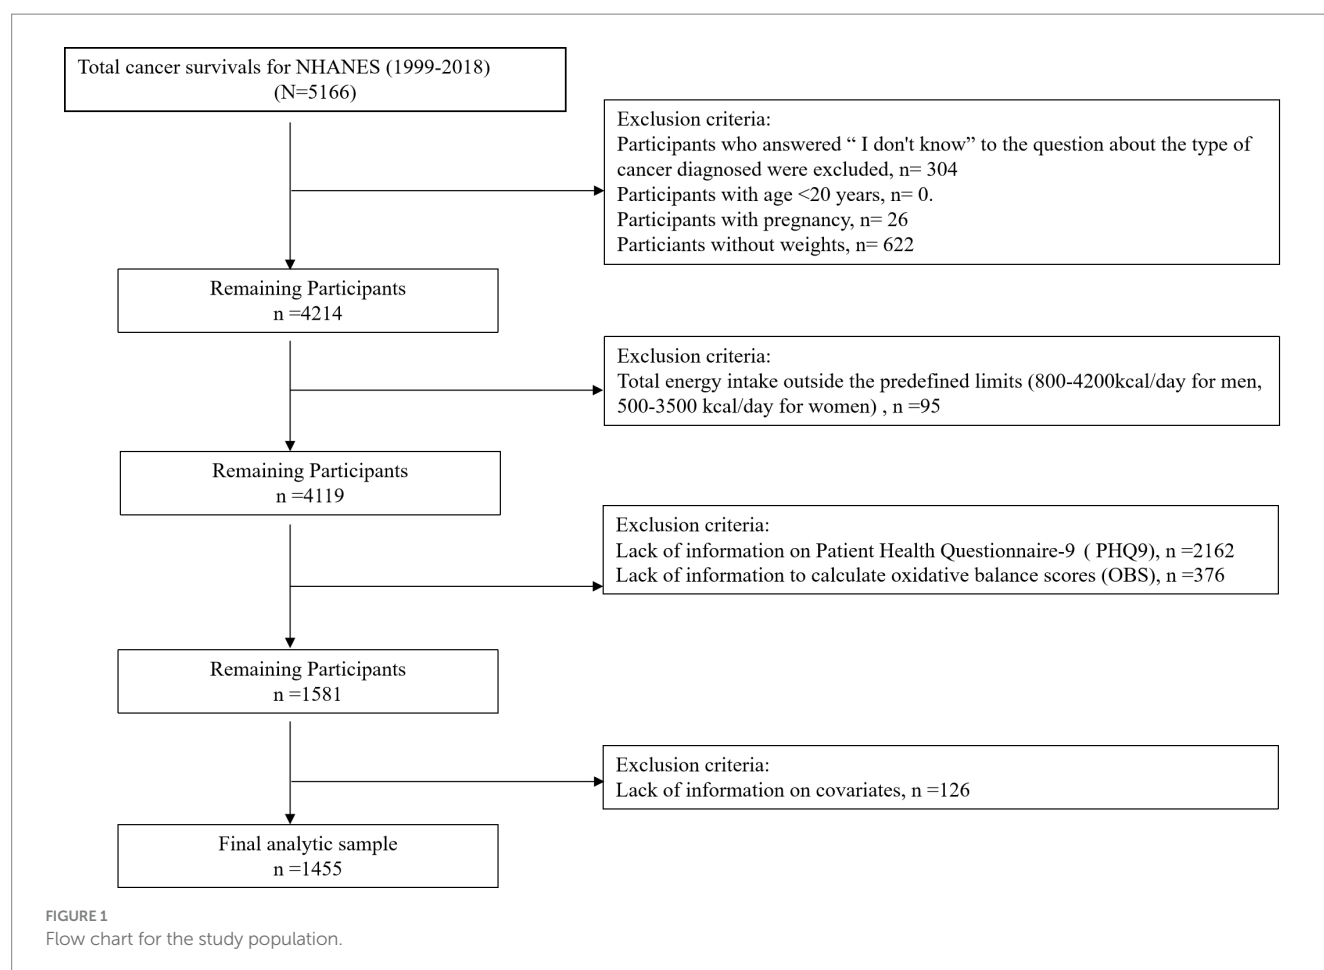 Total cancer survivals for NHANES (1999-2018)
(N=5166)
Exclusion criteria:
Participants who answered “ I don't know” to the question about the type of
cancer diagnosed were excluded, n= 304
Participants with age <20 years, n= 0.
Participants with pregnancy, n= 26
Particiants without weights, n= 622
Remaining Participants
n =4214
Exclusion criteria:
Total energy intake outside the predefined limits (800-4200kcal/day for men,
500-3500 kcal/day for women) , n =95
Remaining Participants
n =4119
Exclusion criteria:
Lack of information on Patient Health Questionnaire-9 ( PHQ9), n =2162
Lack of information to calculate oxidative balance scores (OBS), n =376
Remaining Participants
n =1581
Exclusion criteria:
Lack of information on covariates, n =126
Final analytic sample
n =1455
FIGURE 1
Flow chart for the study population.